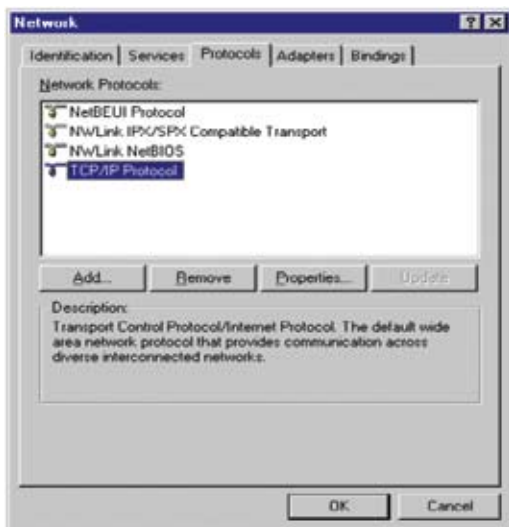 Network
Identification Services Protocols Adapters Bindings
Network Protocols:
NetBEUI Protocol
NWLink IPX/SPX Compatible Transport
NWLink NetBIOS
TCP/IP Protocol
Add... Remove Properties... Update
Description:
Transport Control Protocol/Internet Protocol. The default wide
area network protocol that provides communication across
diverse interconnected networks.
OK Cancel